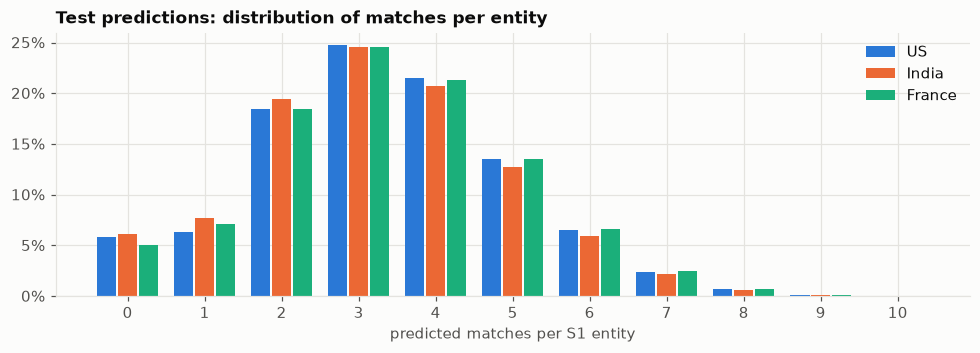 Test predictions: distribution of matches per entity
25%
20%
15%
10%
5%
0%
US
India
France
0 1 2 3 4 5 6 7 8 9 10
predicted matches per S1 entity